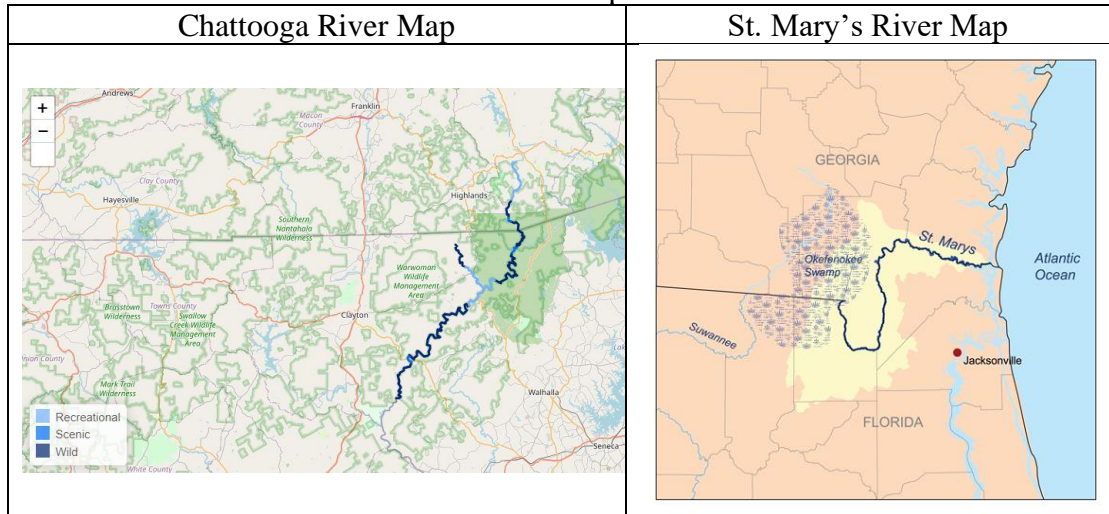 Chattooga River Map
St. Mary's River Map
+
−
Andrews
Franklin
Macon
County
Clay County
Hayesville
Highlands
Southern
Nantahala
Wilderness
Warwoman
Wildlife
Management
Area
Brasstown
Wilderness
Towns County
Swallow
Creek Wildlife
Management
Area
Clayton
Union County
Mark Trail
Wilderness
Walhalla
Seneca
White County
Recreational
Scenic
Wild
GEORGIA
Okefenokee
Swamp
St. Marys
Atlantic
Ocean
Suwannee
Jacksonville
FLORIDA